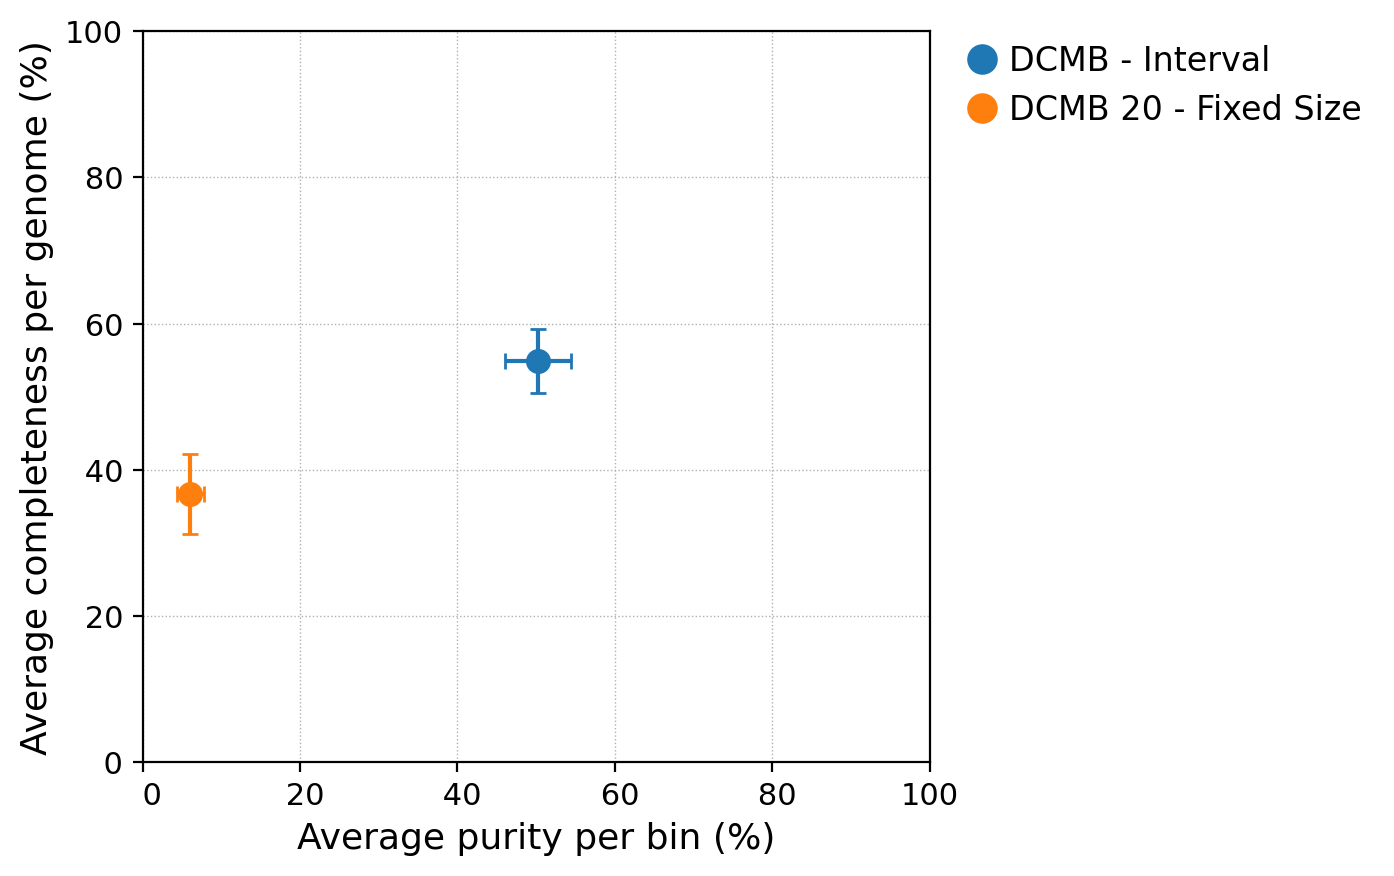 100
80
60
40
20
0
Average completeness per genome (%)
0 20 40 60 80 100
Average purity per bin (%)
DCMB - Interval
DCMB 20 - Fixed Size